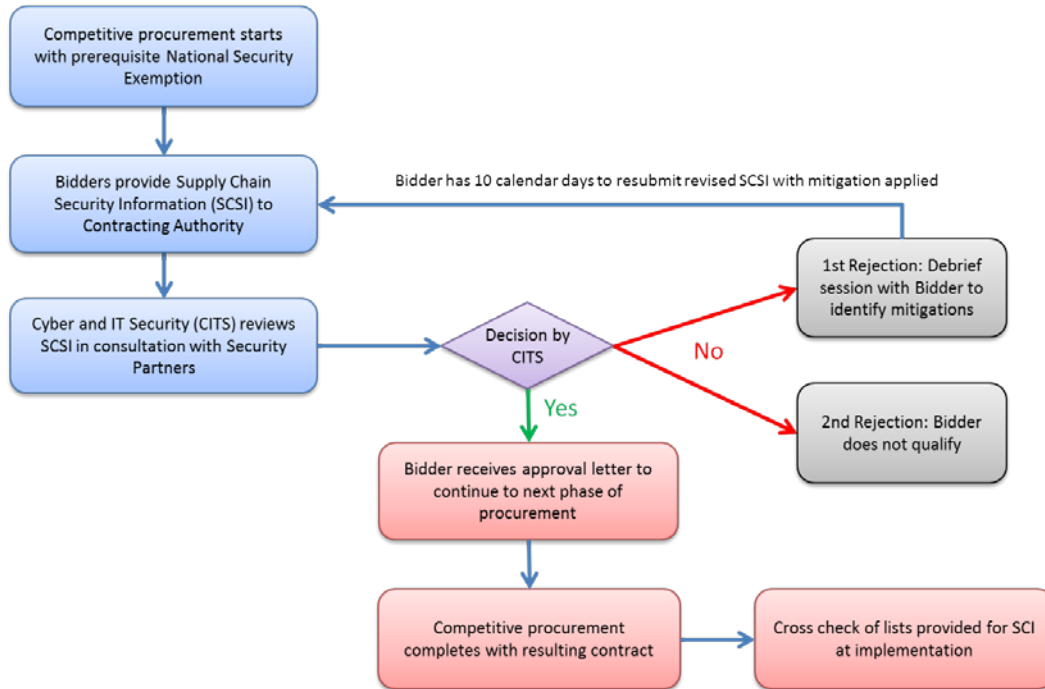 Competitive procurement starts
with prerequisite National Security
Exemption
Bidders provide Supply Chain
Security Information (SCSI) to
Contracting Authority
Bidder has 10 calendar days to resubmit revised SCSI with mitigation applied
1st Rejection: Debrief
session with Bidder to
identify mitigations
Cyber and IT Security (CITS) reviews
SCSI in consultation with Security
Partners
Decision by
CITS
No
Yes
2nd Rejection: Bidder
does not qualify
Bidder receives approval letter to
continue to next phase of
procurement
Competitive procurement
completes with resulting contract
Cross check of lists provided for SCI
at implementation